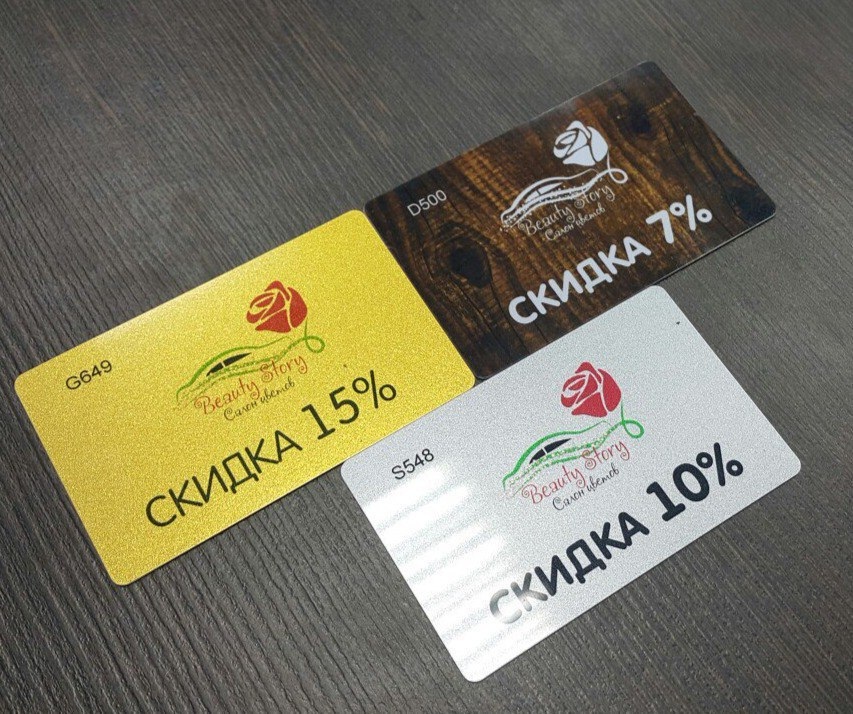 D500
Beauty Story
Салон цветов
СКИДКА 7%
G649
Beauty Story
Салон цветов
СКИДКА 15%
S548
Beauty Story
Салон цветов
СКИДКА 10%